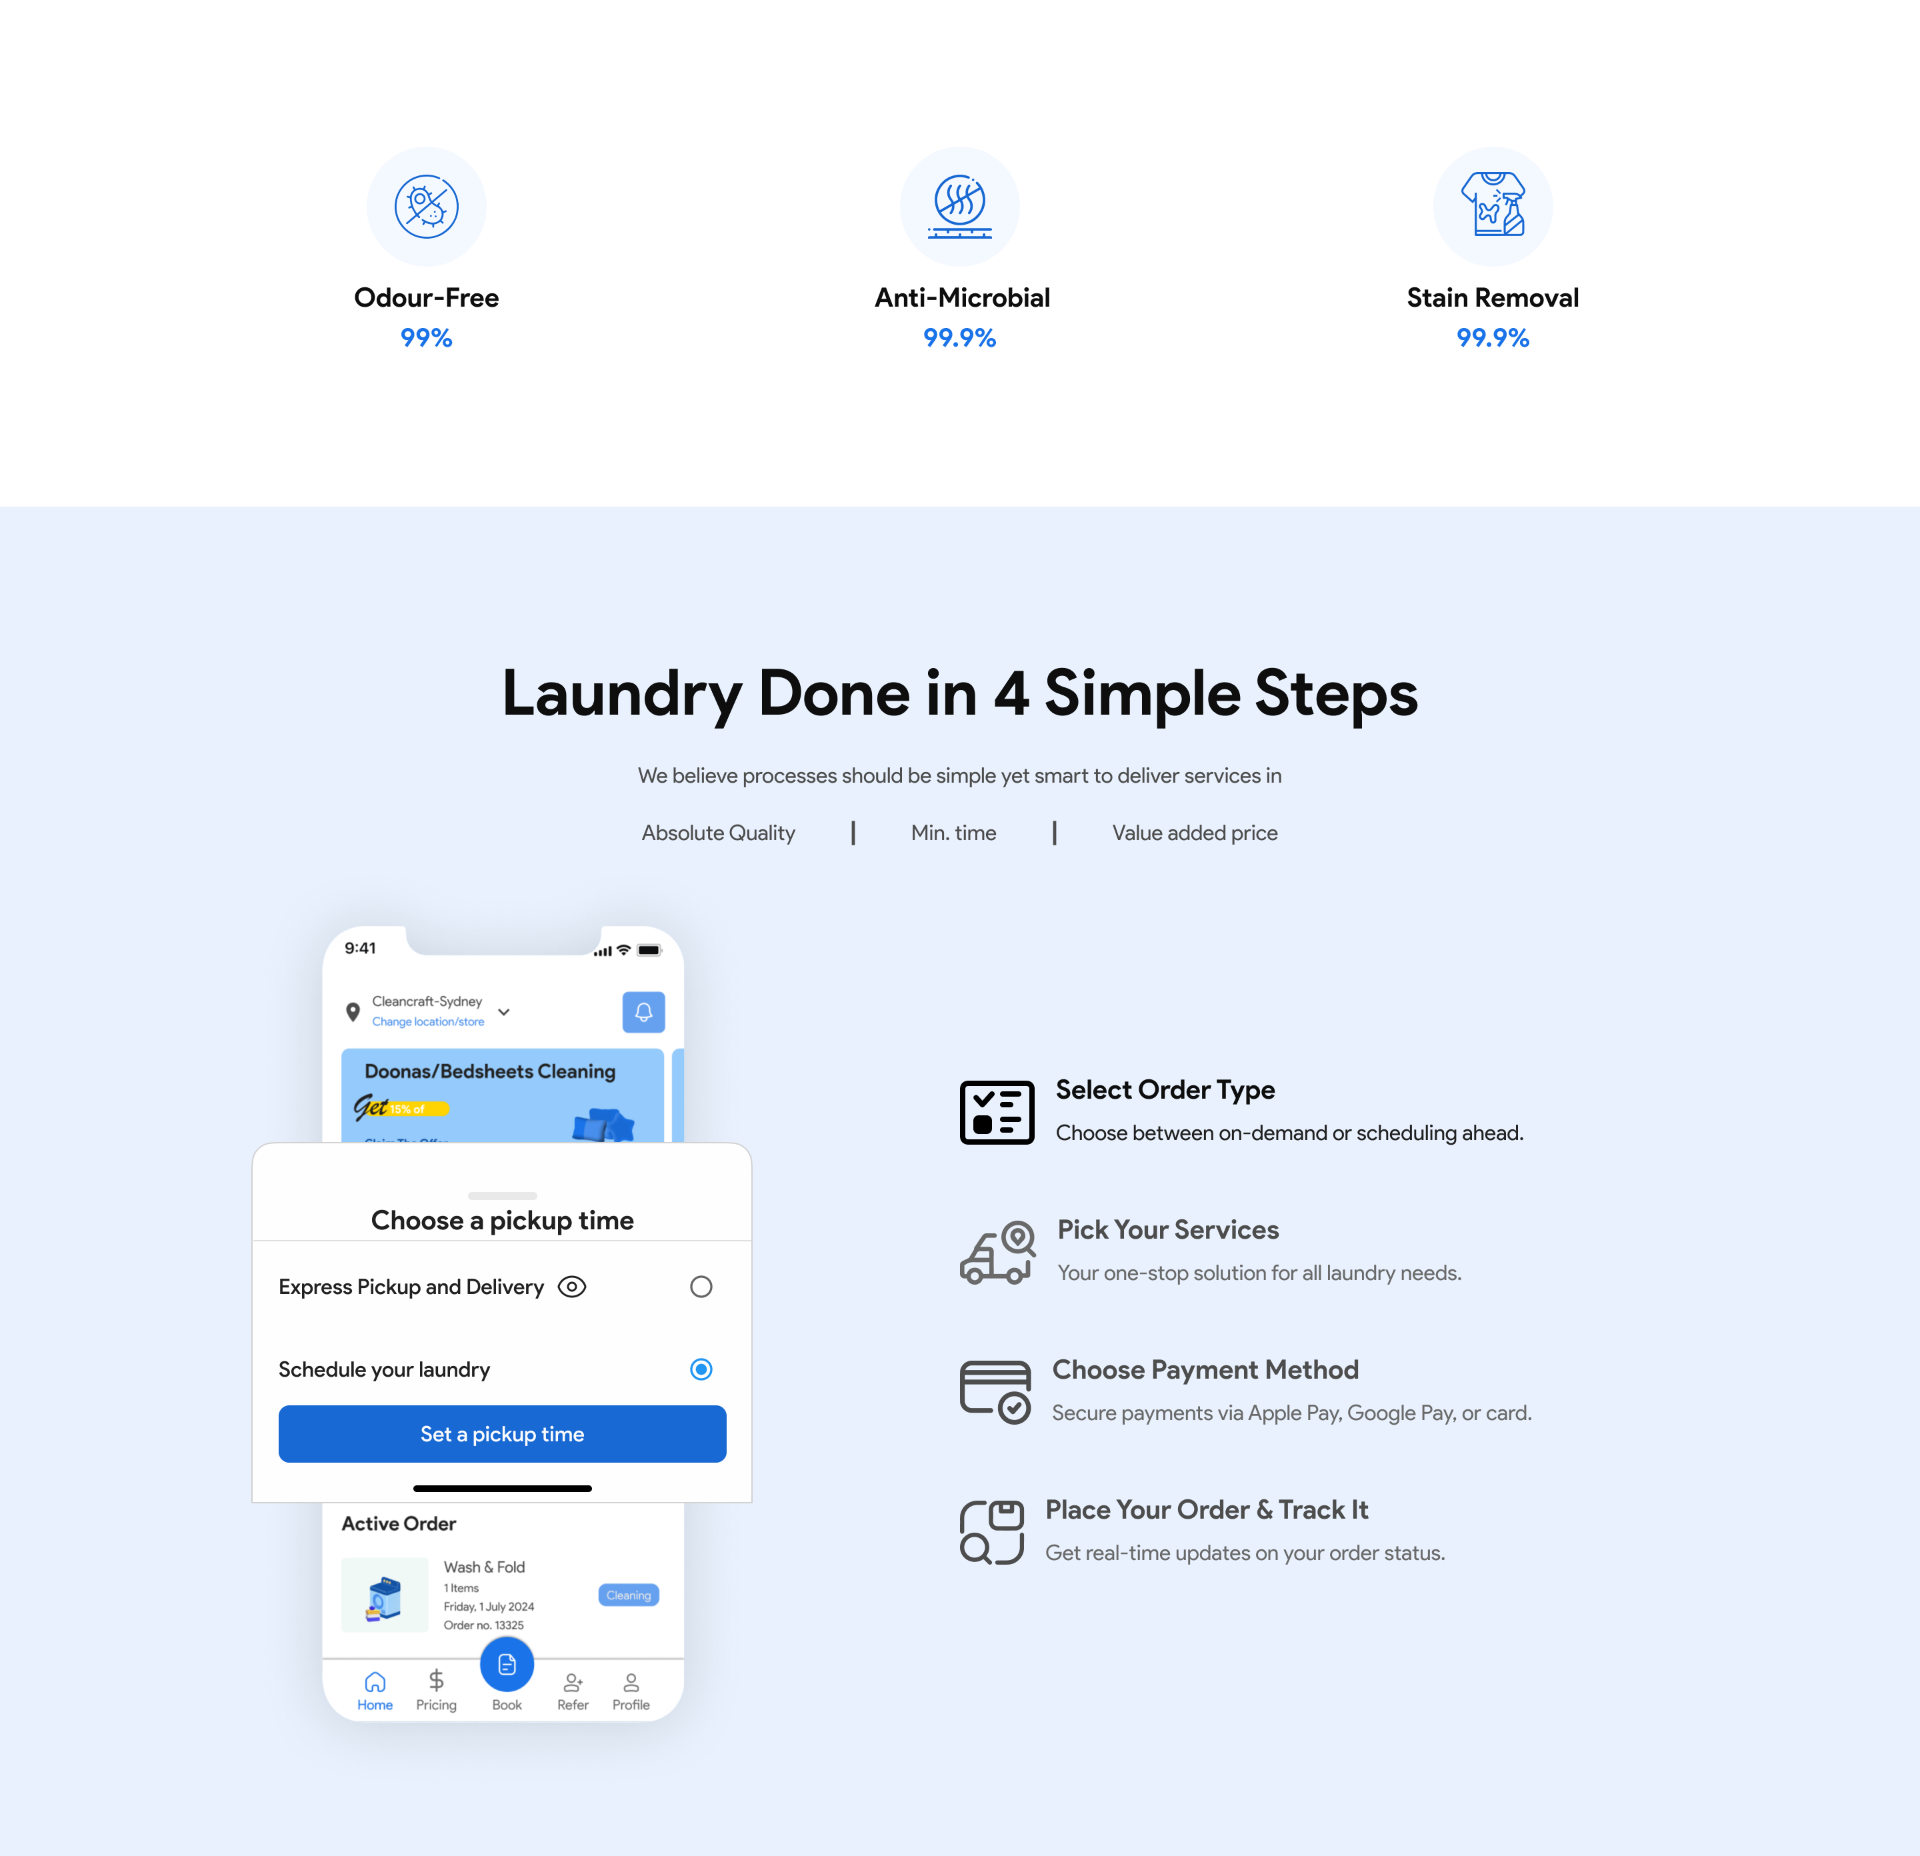 Odour-Free
99%
Anti-Microbial
99.9%
Stain Removal
99.9%
Laundry Done in 4 Simple Steps
We believe processes should be simple yet smart to deliver services in
Absolute Quality | Min. time | Value added price
9:41
Cleancraft-Sydney
Change location/store
Doonas/Bedsheets Cleaning
Get 15% of
Claim The Offer
Choose a pickup time
Express Pickup and Delivery
Schedule your laundry
Set a pickup time
Active Order
Wash & Fold
1 Items
Friday, 1 July 2024
Order no. 13325
Cleaning
Home
Pricing
Book
Refer
Profile
Select Order Type
Choose between on-demand or scheduling ahead.
Pick Your Services
Your one-stop solution for all laundry needs.
Choose Payment Method
Secure payments via Apple Pay, Google Pay, or card.
Place Your Order & Track It
Get real-time updates on your order status.